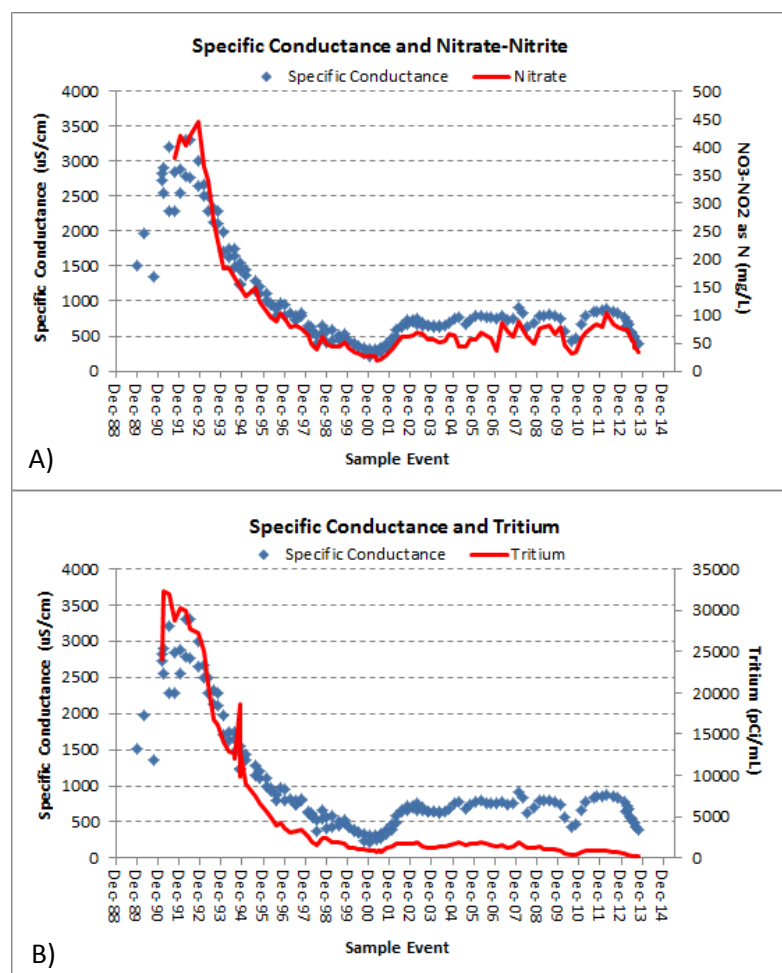 Specific Conductance and Nitrate-Nitrite
Specific Conductance Nitrate
4000
3500
3000
2500
2000
1500
1000
500
0
Specific Conductance (uS/cm)
500
450
400
350
300
250
200
150
100
50
0
NO3-NO2 as N (mg/L)
Dec-88
Dec-89
Dec-90
Dec-91
Dec-92
Dec-93
Dec-94
Dec-95
Dec-96
Dec-97
Dec-98
Dec-99
Dec-00
Dec-01
Dec-02
Dec-03
Dec-04
Dec-05
Dec-06
Dec-07
Dec-08
Dec-09
Dec-10
Dec-11
Dec-12
Dec-13
Dec-14
Sample Event
A)
Specific Conductance and Tritium
Specific Conductance Tritium
4000
3500
3000
2500
2000
1500
1000
500
0
Specific Conductance (uS/cm)
35000
30000
25000
20000
15000
10000
5000
0
Tritium (pCi/mL)
Dec-88
Dec-89
Dec-90
Dec-91
Dec-92
Dec-93
Dec-94
Dec-95
Dec-96
Dec-97
Dec-98
Dec-99
Dec-00
Dec-01
Dec-02
Dec-03
Dec-04
Dec-05
Dec-06
Dec-07
Dec-08
Dec-09
Dec-10
Dec-11
Dec-12
Dec-13
Dec-14
Sample Event
B)